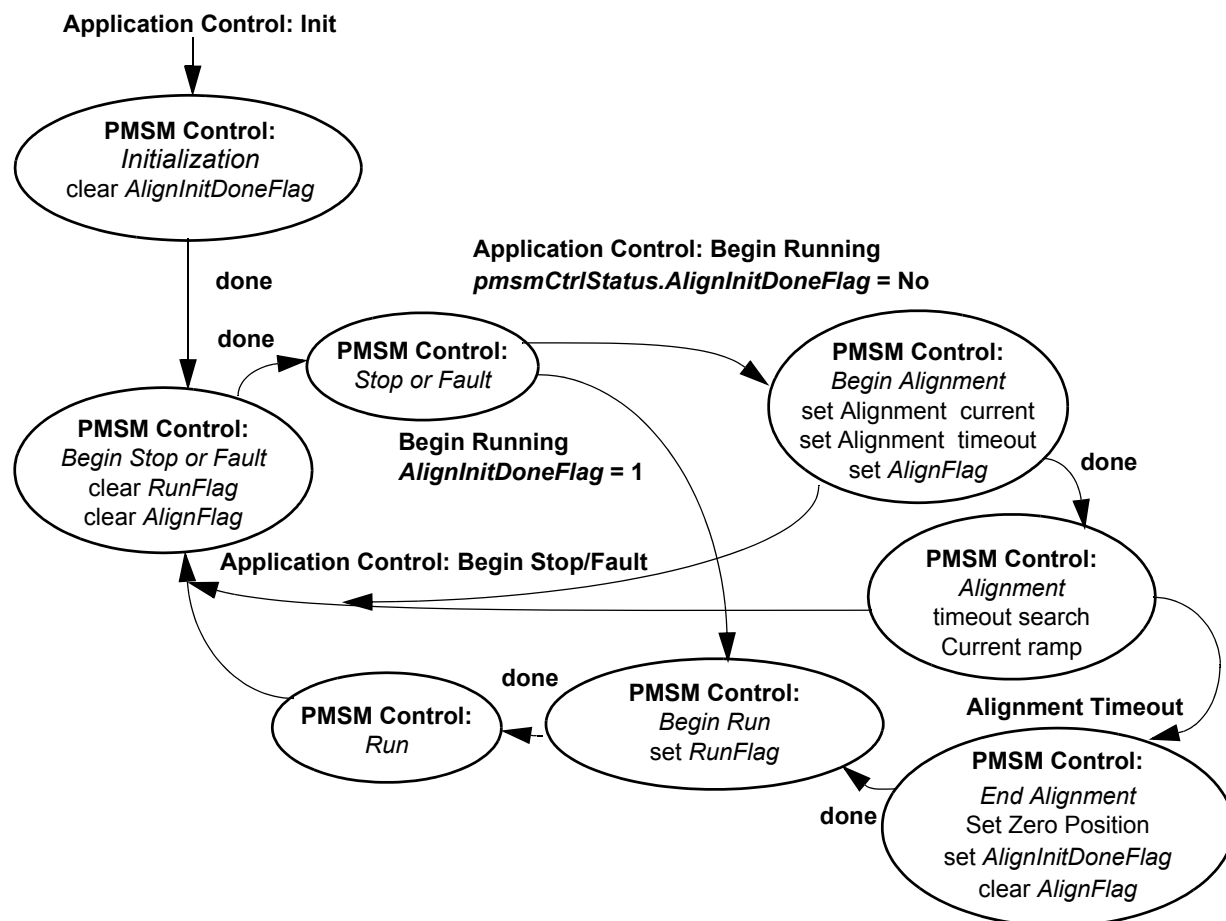 Application Control: Init
PMSM Control:
Initialization
clear AlignInitDoneFlag
done
Application Control: Begin Running
pmsmCtrlStatus.AlignInitDoneFlag = No
done
PMSM Control:
Stop or Fault
PMSM Control:
Begin Alignment
set Alignment current
set Alignment timeout
set AlignFlag
PMSM Control:
Begin Stop or Fault
clear RunFlag
clear AlignFlag
Begin Running
AlignInitDoneFlag = 1
done
Application Control: Begin Stop/Fault
PMSM Control:
Alignment
timeout search
Current ramp
done
PMSM Control:
Run
PMSM Control:
Begin Run
set RunFlag
Alignment Timeout
PMSM Control:
End Alignment
Set Zero Position
set AlignInitDoneFlag
clear AlignFlag
done